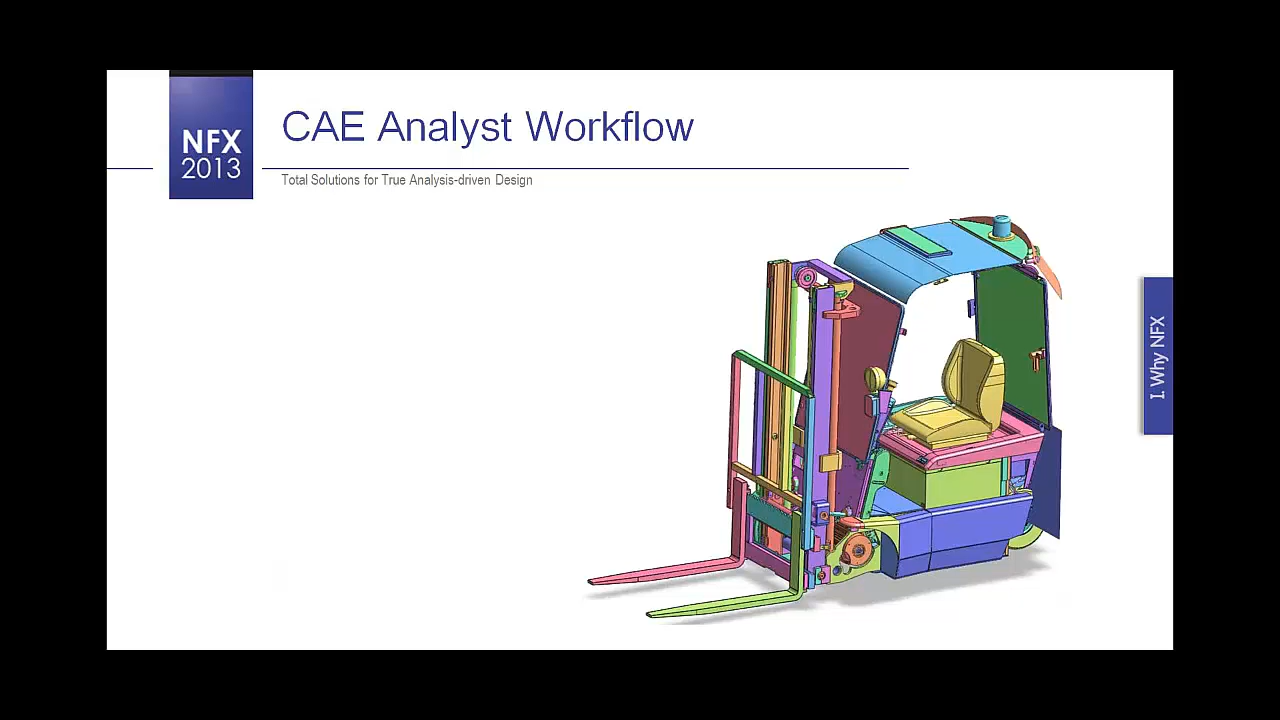 NFX
2013
CAE Analyst Workflow
Total Solutions for True Analysis-driven Design
I. Why NFX